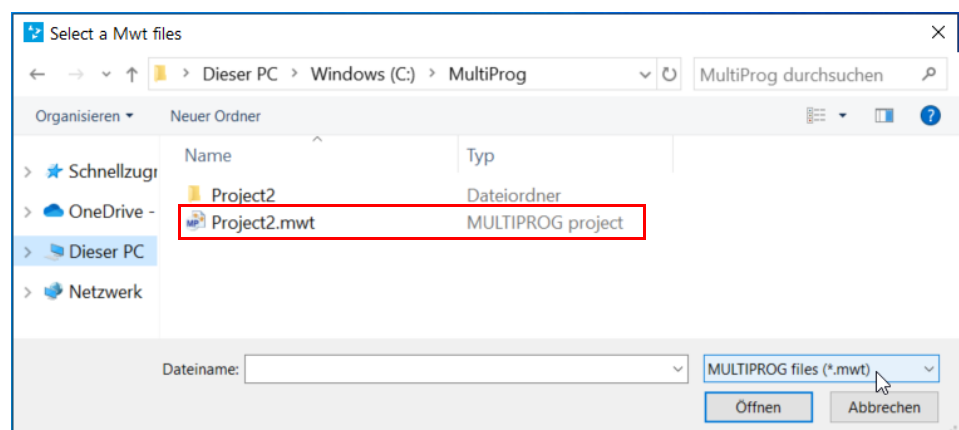 Select a Mwt files
Dieser PC > Windows (C:) > MultiProg
MultiProg durchsuchen
Organisieren
Neuer Ordner
?
Name
Typ
Schnellzugr
Project2
Dateiordner
OneDrive -
MP
Project2.mwt
MULTIPROG project
Dieser PC
Netzwerk
Dateiname:
MULTIPROG files (*.mwt)
Öffnen
Abbrechen